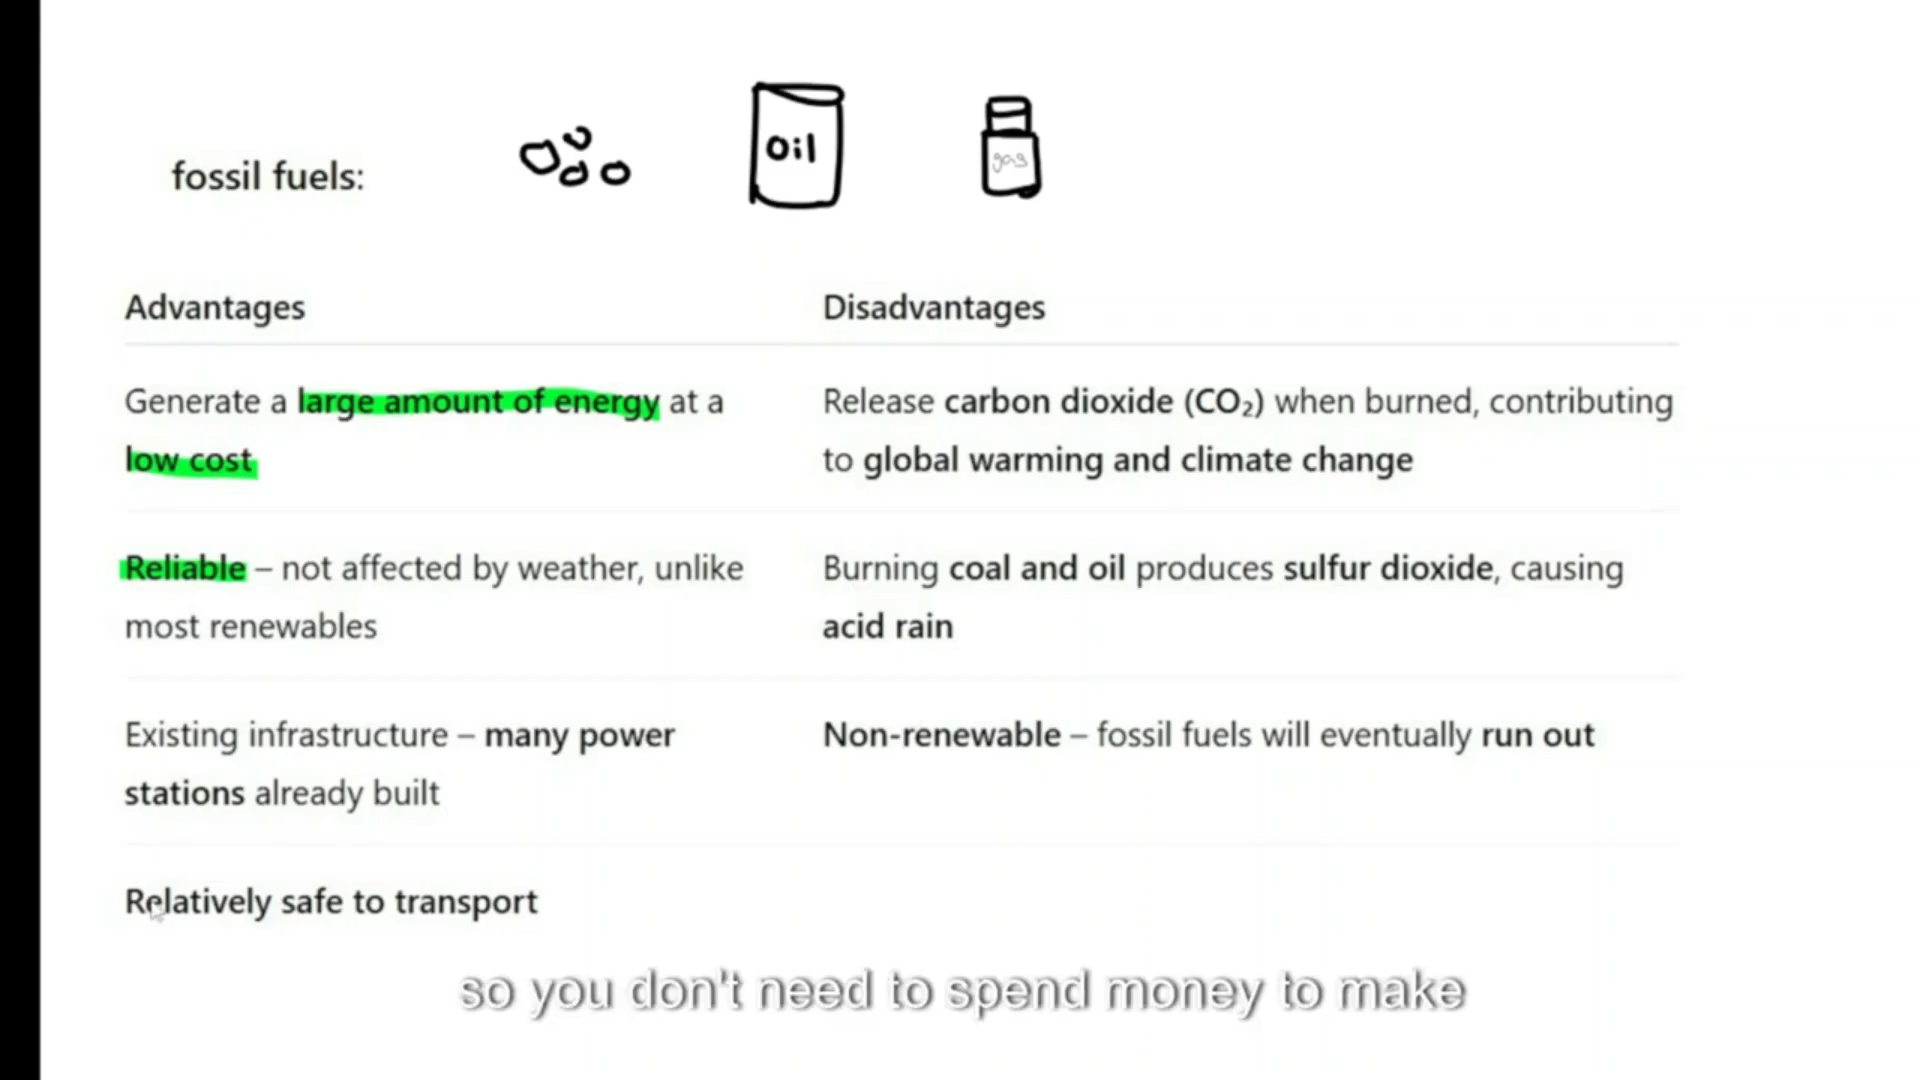 fossil fuels:
Oil
gas
Advantages
Disadvantages
Generate a large amount of energy at a
low cost
Release carbon dioxide (CO₂) when burned, contributing
to global warming and climate change
Reliable – not affected by weather, unlike
most renewables
Burning coal and oil produces sulfur dioxide, causing
acid rain
Existing infrastructure – many power
stations already built
Non-renewable – fossil fuels will eventually run out
Relatively safe to transport
so you don't need to spend money to make